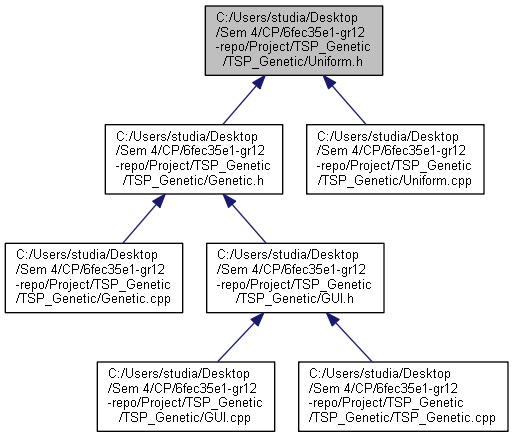 C:/Users/studia/Desktop
/Sem 4/CP/6fec35e1-gr12
-repo/Project/TSP_Genetic
/TSP_Genetic/Uniform.h
C:/Users/studia/Desktop
/Sem 4/CP/6fec35e1-gr12
-repo/Project/TSP_Genetic
/TSP_Genetic/Genetic.h
C:/Users/studia/Desktop
/Sem 4/CP/6fec35e1-gr12
-repo/Project/TSP_Genetic
/TSP_Genetic/Uniform.cpp
C:/Users/studia/Desktop
/Sem 4/CP/6fec35e1-gr12
-repo/Project/TSP_Genetic
/TSP_Genetic/Genetic.cpp
C:/Users/studia/Desktop
/Sem 4/CP/6fec35e1-gr12
-repo/Project/TSP_Genetic
/TSP_Genetic/GUI.h
C:/Users/studia/Desktop
/Sem 4/CP/6fec35e1-gr12
-repo/Project/TSP_Genetic
/TSP_Genetic/GUI.cpp
C:/Users/studia/Desktop
/Sem 4/CP/6fec35e1-gr12
-repo/Project/TSP_Genetic
/TSP_Genetic/TSP_Genetic.cpp